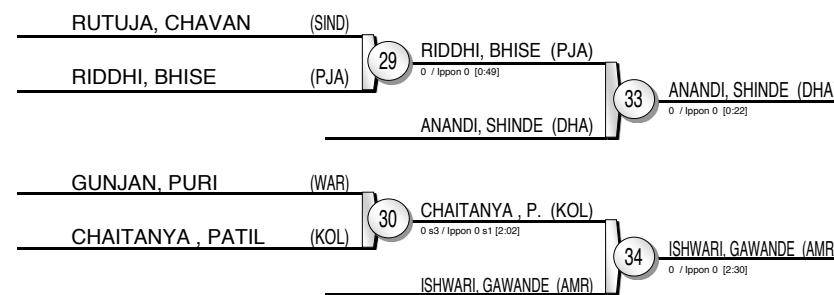 RUTUJA, CHAVAN (SIND)
29
RIDDHI, BHISE (PJA)
0 / Ippon 0 [0:49]
RIDDHI, BHISE (PJA)
33
ANANDI, SHINDE (DHA
0 / Ippon 0 [0:22]
ANANDI, SHINDE (DHA)
GUNJAN, PURI (WAR)
30
CHAITANYA , P. (KOL)
0 s3 / Ippon 0 s1 [2:02]
CHAITANYA , PATIL (KOL)
34
ISHWARI, GAWANDE (AMR
0 / Ippon 0 [2:30]
ISHWARI, GAWANDE (AMR)